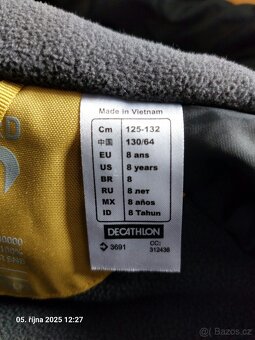 Made in Vietnam
Cm 125-132
中国 130/64
EU 8 ans
US 8 years
BR 8
RU 8 лет
MX 8 años
ID 8 Tahun
DECATHLON
3691 CC: 312436
05. října 2025 12:27
Bazoš.cz